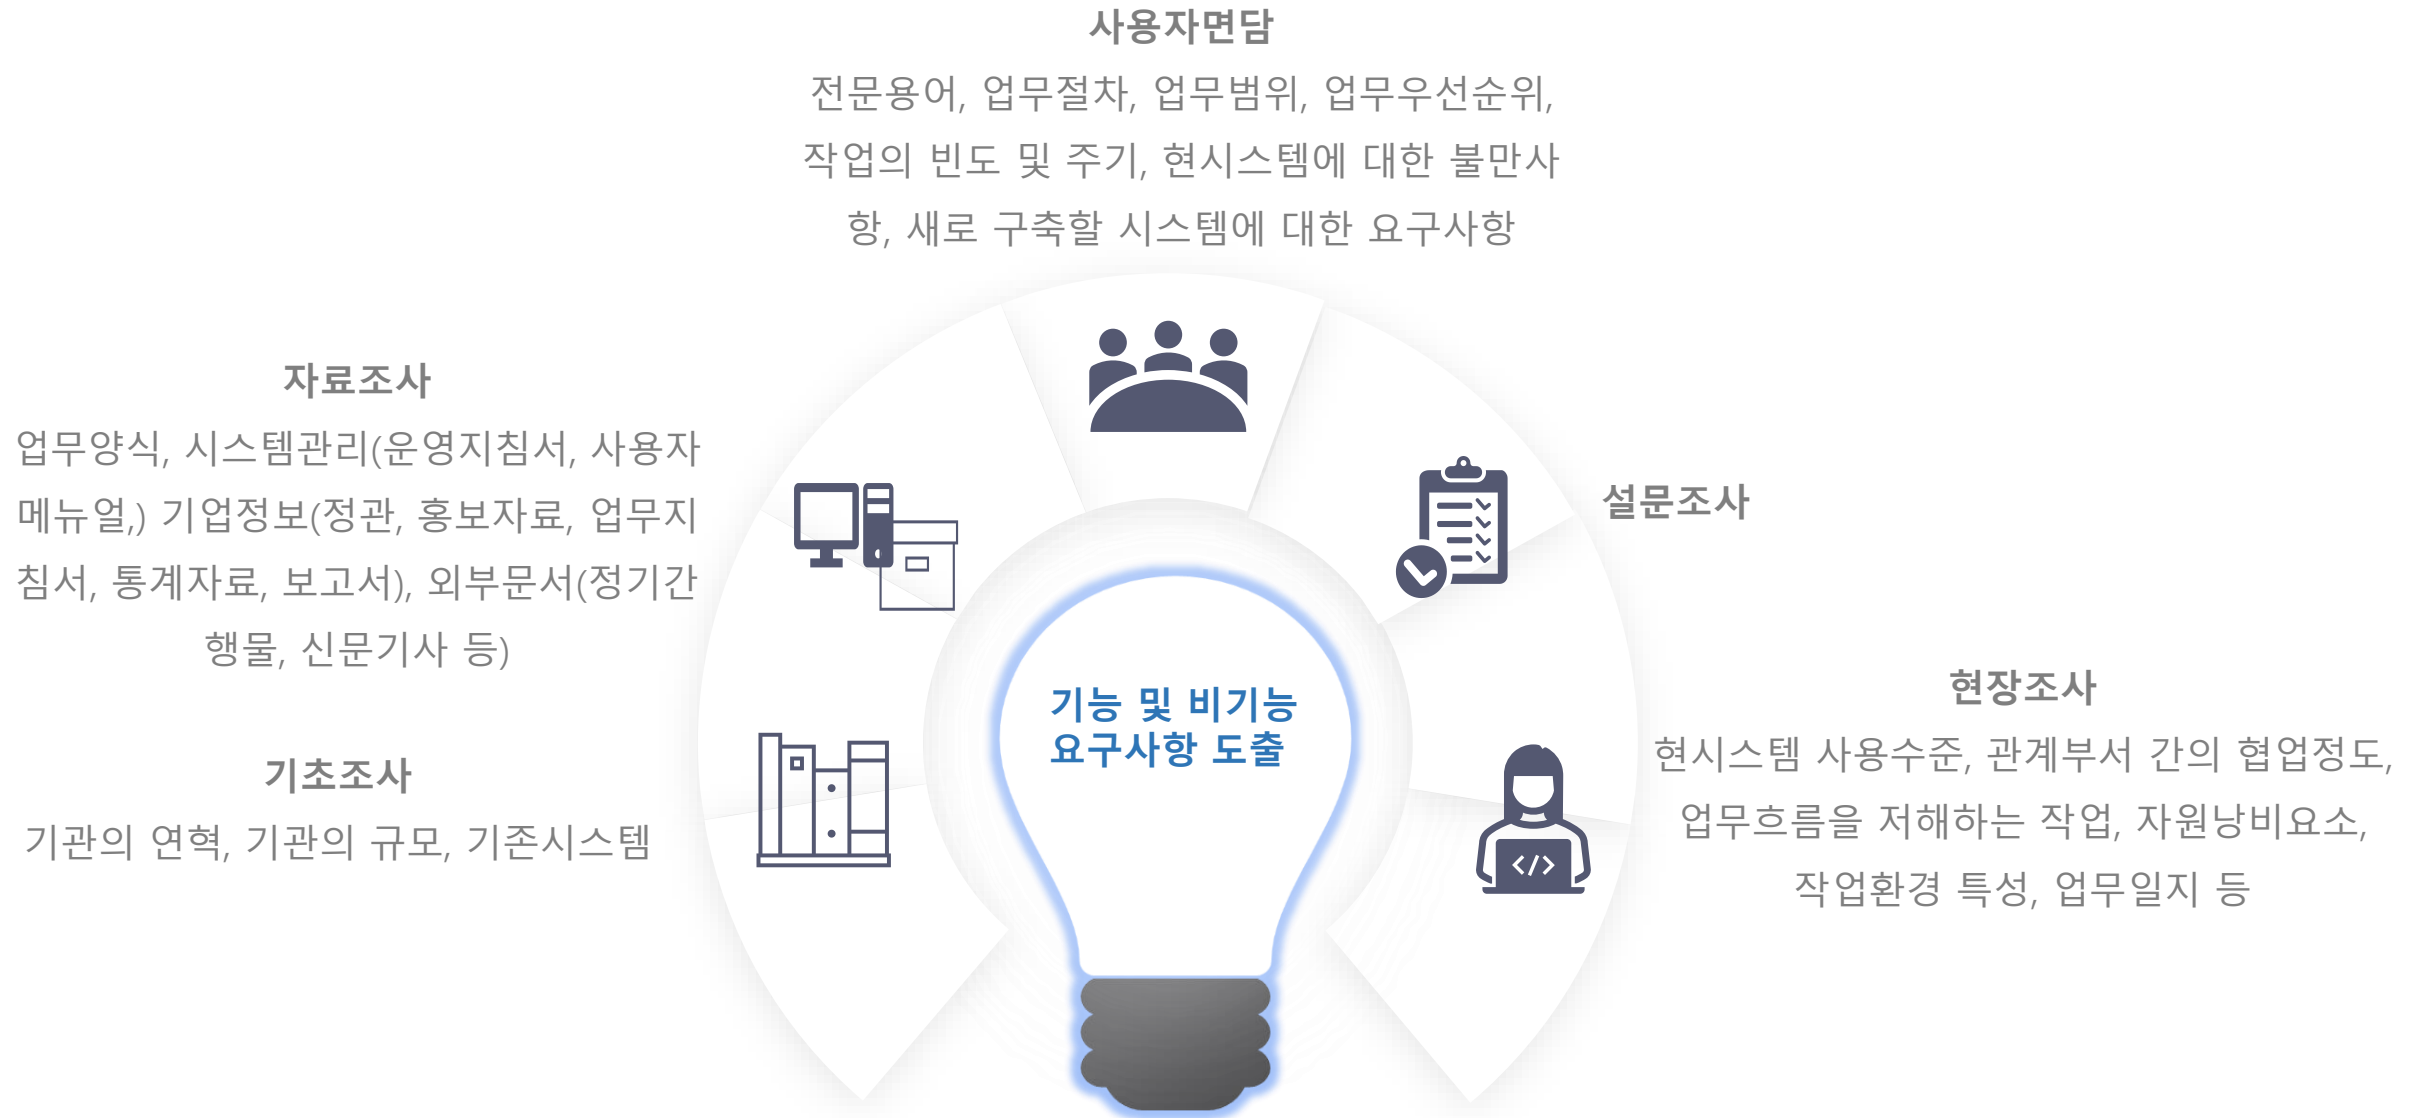 사용자면담
전문용어, 업무절차, 업무범위, 업무우선순위,
작업의 빈도 및 주기, 현시스템에 대한 불만사
항, 새로 구축할 시스템에 대한 요구사항
자료조사
업무양식, 시스템관리(운영지침서, 사용자
메뉴얼,) 기업정보(정관, 홍보자료, 업무지
침서, 통계자료, 보고서), 외부문서(정기간
행물, 신문기사 등)
기초조사
기관의 연혁, 기관의 규모, 기존시스템
기능 및 비기능
요구사항 도출
설문조사
현장조사
현시스템 사용수준, 관계부서 간의 협업정도,
업무흐름을 저해하는 작업, 자원낭비요소,
작업환경 특성, 업무일지 등